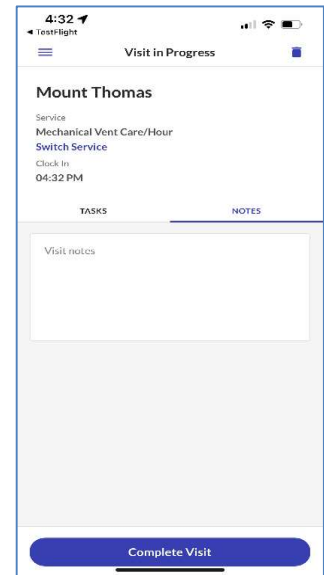 4:32
◀ TestFlight
Visit in Progress
Mount Thomas
Service
Mechanical Vent Care/Hour
Switch Service
Clock In
04:32 PM
TASKS NOTES
Visit notes
Complete Visit